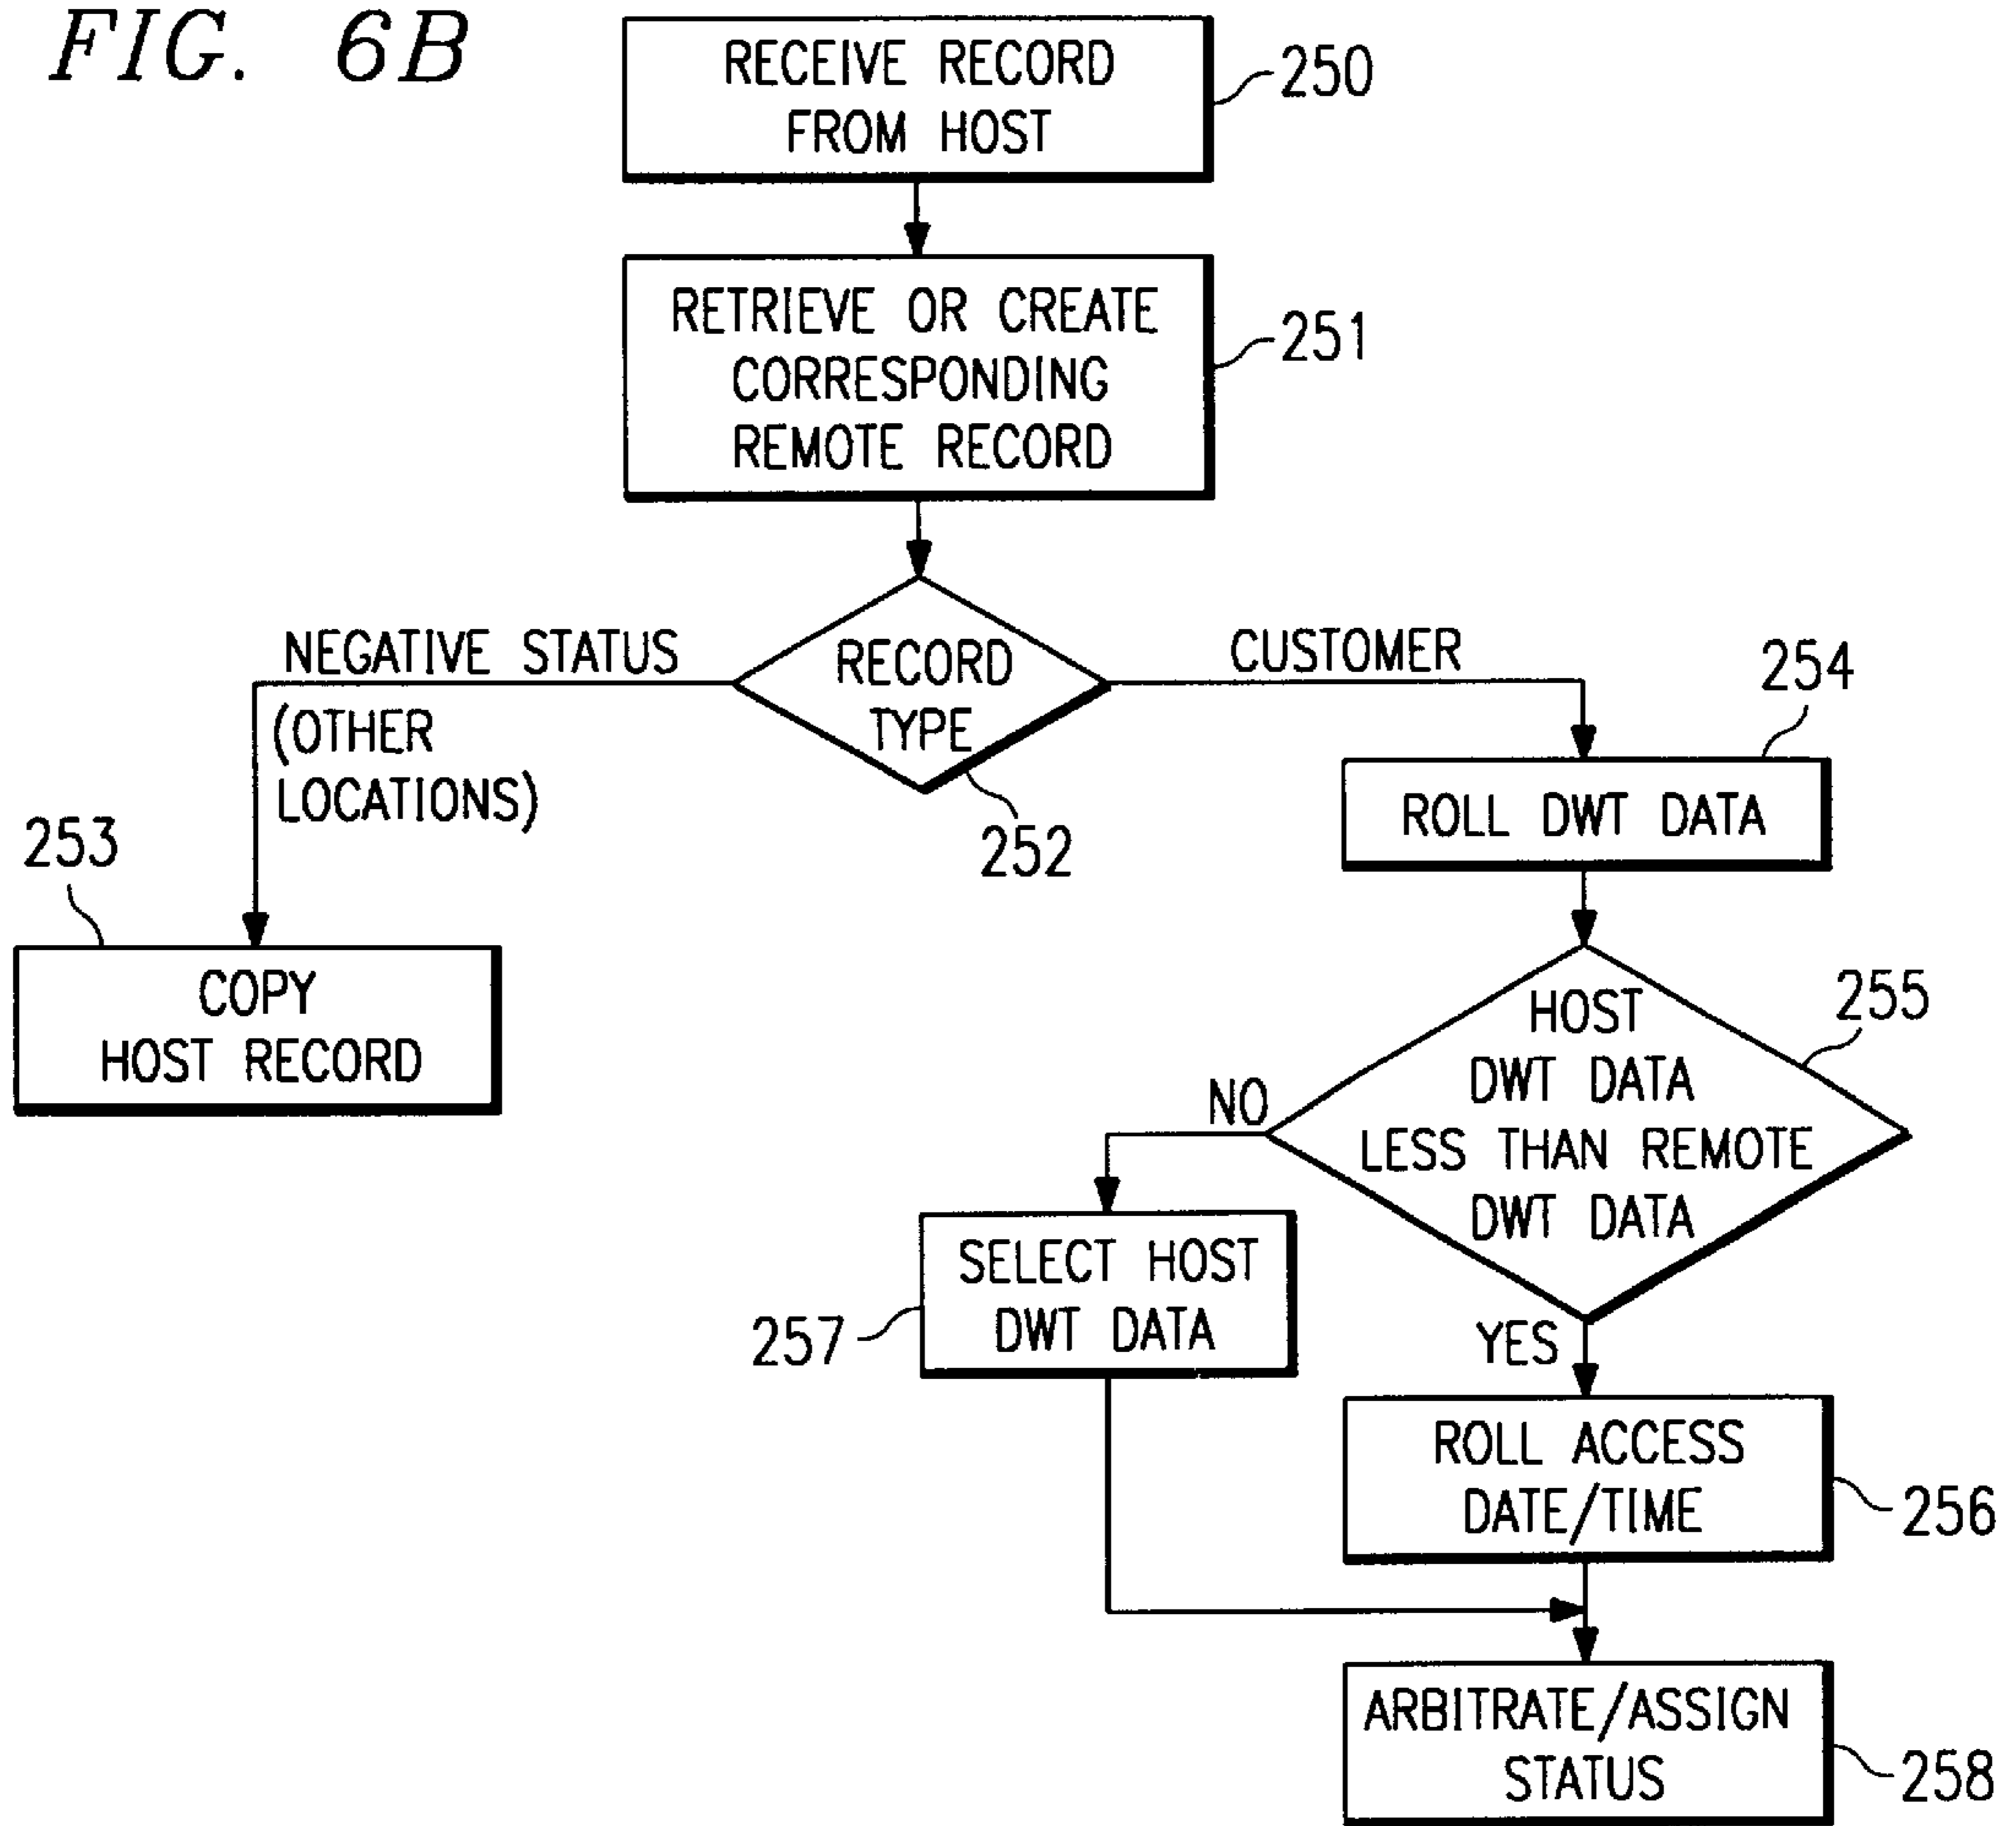 FIG. 6B
RECEIVE RECORD
FROM HOST
250
RETRIEVE OR CREATE
CORRESPONDING
REMOTE RECORD
251
NEGATIVE STATUS
(OTHER
LOCATIONS)
RECORD
TYPE
252
CUSTOMER
253
COPY
HOST RECORD
254
ROLL DWT DATA
HOST
DWT DATA
LESS THAN REMOTE
DWT DATA
255
NO
SELECT HOST
DWT DATA
257
YES
ROLL ACCESS
DATE/TIME
256
ARBITRATE/ASSIGN
STATUS
258